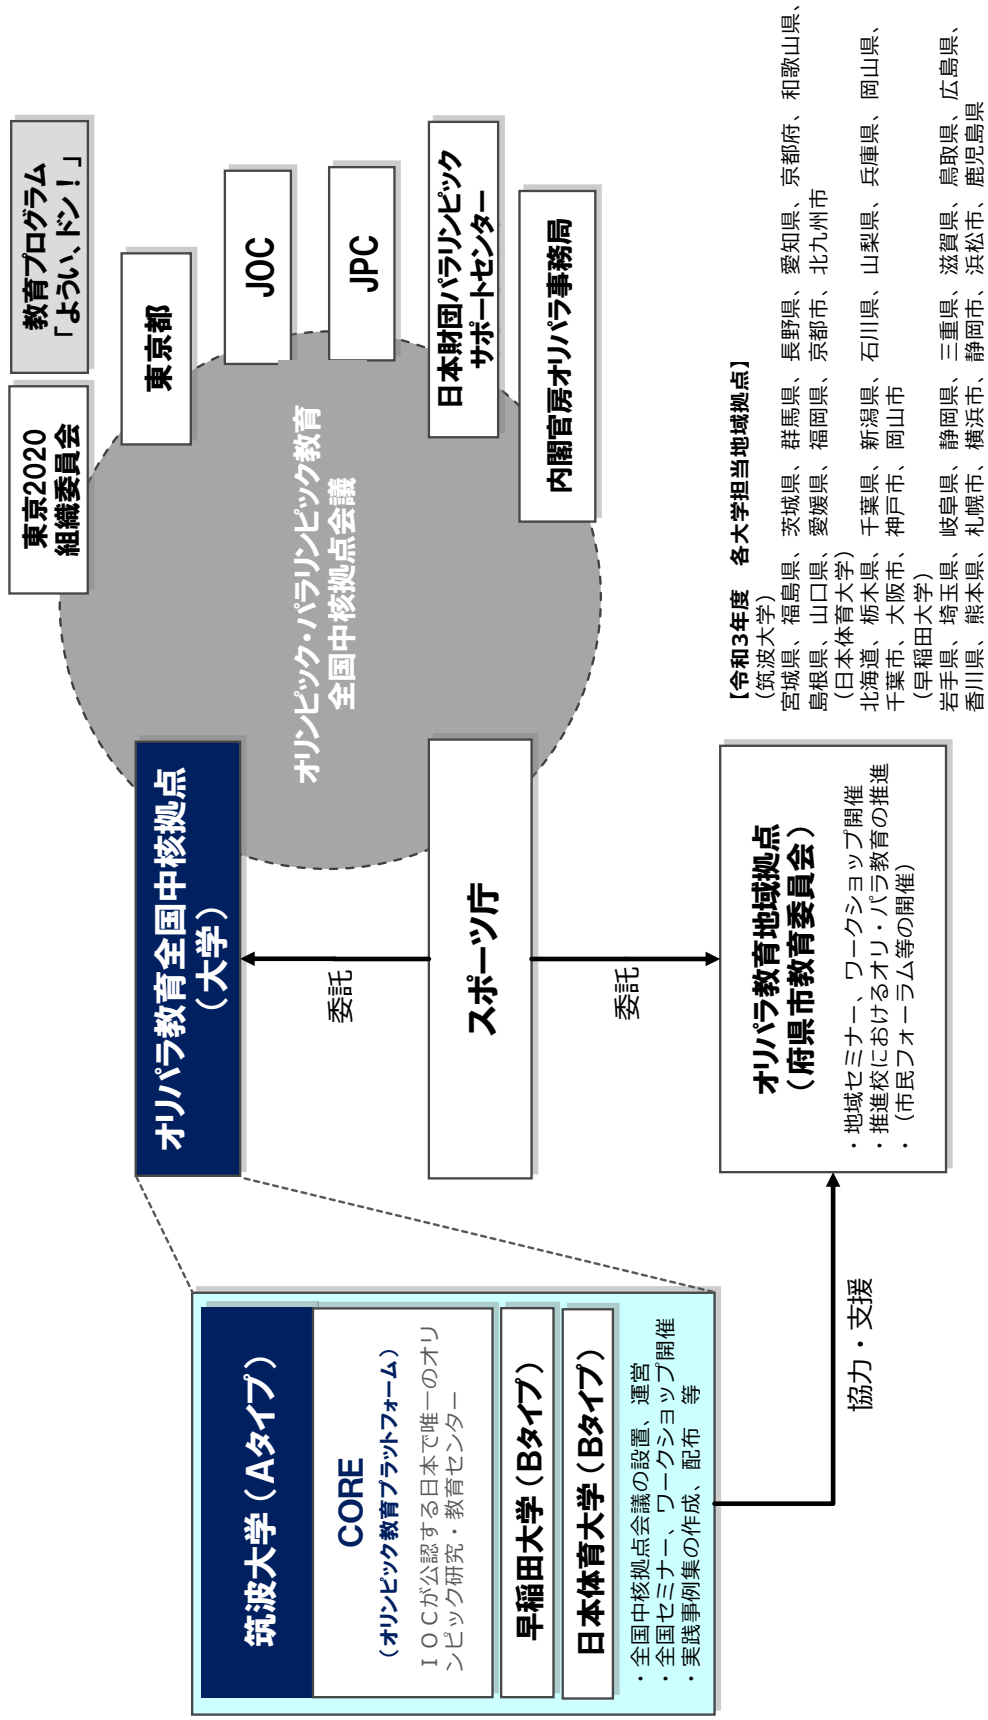 筑波大学（Aタイプ）
CORE
（オリンピック教育プラットフォーム）
ＩＯＣが公認する日本で唯一のオリ
ンピック研究・教育センター
早稲田大学（Bタイプ）
日本体育大学（Bタイプ）
・全国中核拠点会議の設置、運営
・全国セミナー、ワークショップ開催
・実践事例集の作成、配布　等
協力・支援
オリパラ教育全国中核拠点
（大学）
委託
スポーツ庁
委託
オリパラ教育地域拠点
（府県市教育委員会）
・地域セミナー、ワークショップ開催
・推進校におけるオリ・パラ教育の推進
・（市民フォーラム等の開催）
オリンピック・パラリンピック教育
全国中核拠点会議
東京2020
組織委員会
教育プログラム
「ようい、ドン！」
東京都
JOC
JPC
日本財団パラリンピック
サポートセンター
内閣官房オリパラ事務局
【令和3年度　各大学担当地域拠点】
（筑波大学）
宮城県、福島県、茨城県、群馬県、長野県、愛知県、京都府、和歌山県、
島根県、山口県、愛媛県、福岡県、京都市、北九州市
（日本体育大学）
北海道、栃木県、千葉県、新潟県、石川県、山梨県、兵庫県、岡山県、
千葉市、大阪市、神戸市、岡山市
（早稲田大学）
岩手県、埼玉県、岐阜県、静岡県、三重県、滋賀県、鳥取県、広島県、
香川県、熊本県、札幌市、横浜市、静岡市、浜松市、鹿児島県